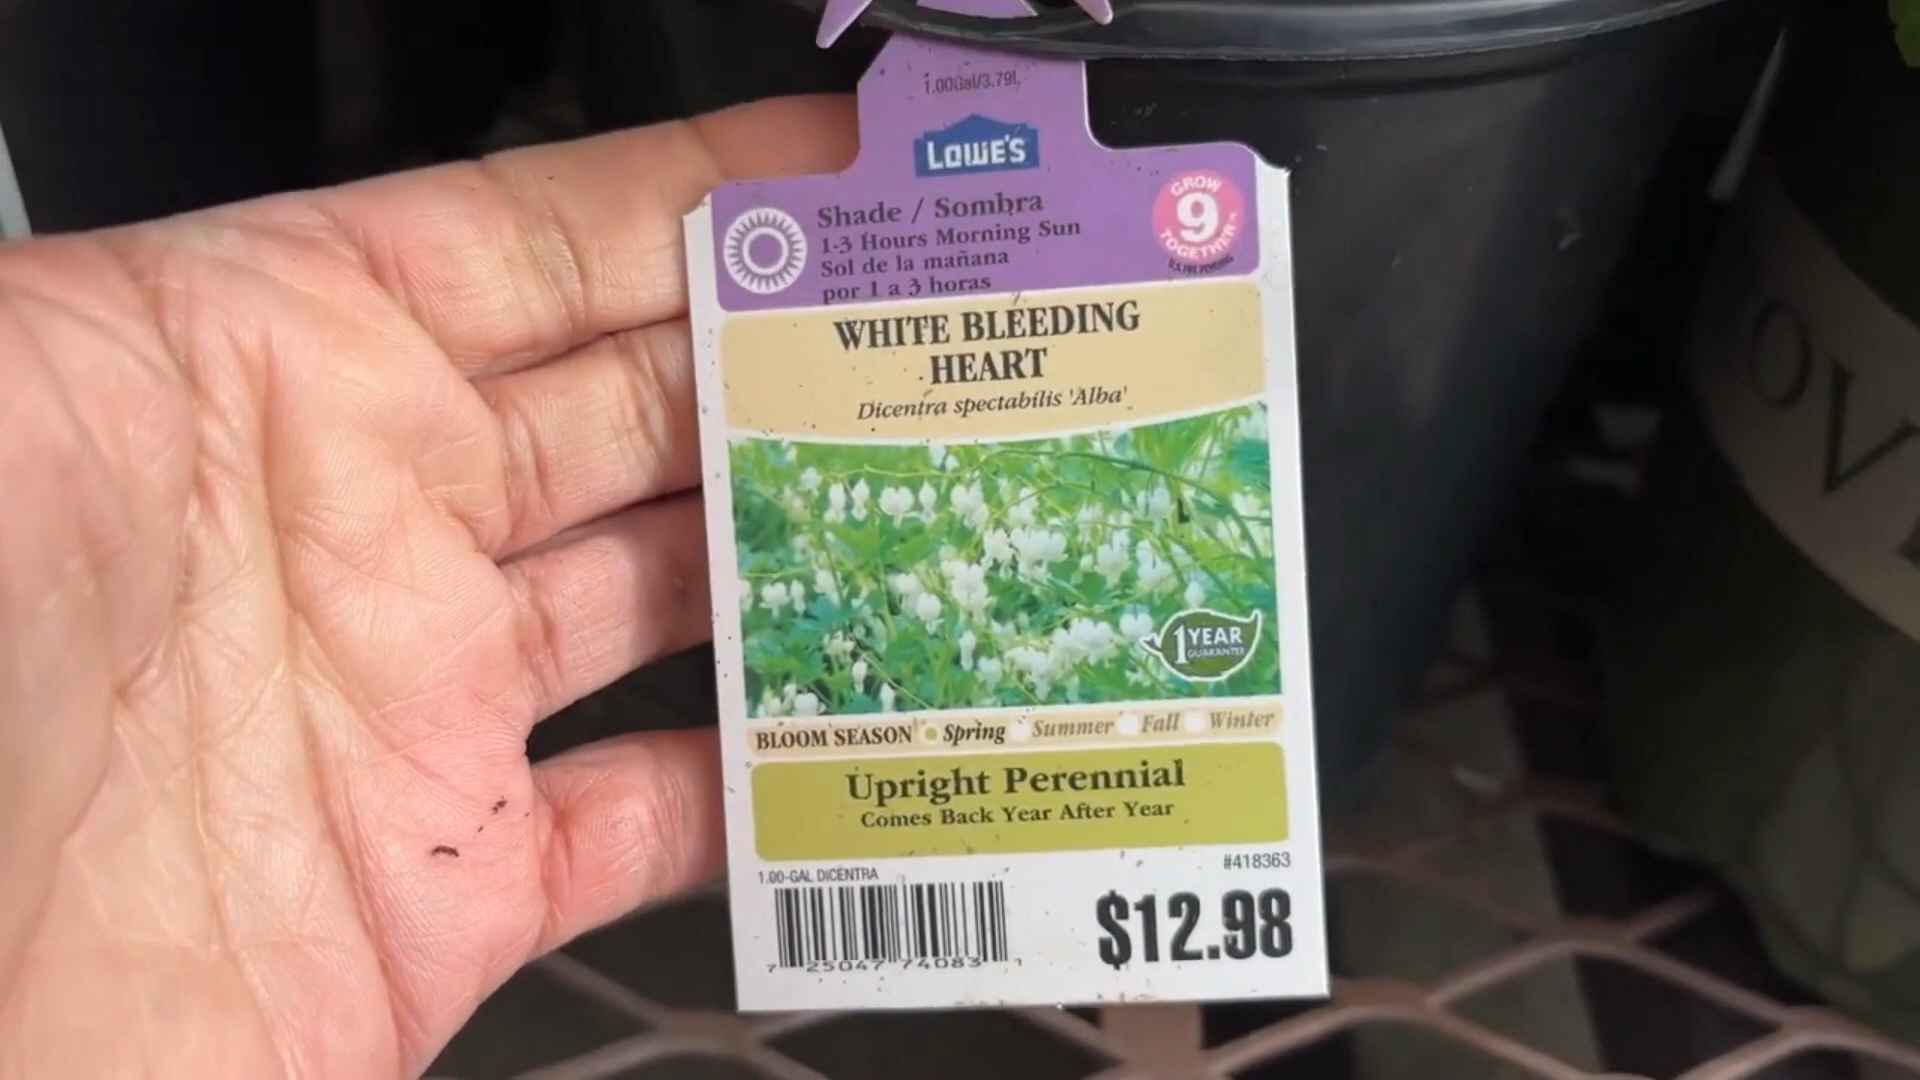 1.00Gal/3.79L
LOWE'S
Shade / Sombra
1-3 Hours Morning Sun
Sol de la mañana
por 1 a 3 horas
GROW
9
TOGETHER
WHITE BLEEDING
HEART
Dicentra spectabilis 'Alba'
1 YEAR
GUARANTEE
BLOOM SEASON Spring Summer Fall Winter
Upright Perennial
Comes Back Year After Year
#418363
1.00-GAL DICENTRA
$12.98
7 25047 74083 1
OV